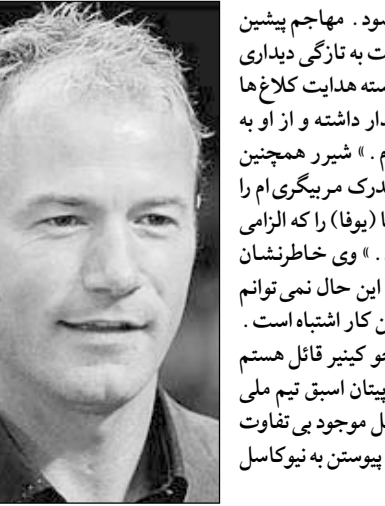 سود . مهاجم پیشین
ت به تازگی دیداری
سته هدایت کلاغ‌ها
دار داشته و از او به
م . » شیرر همچنین
مدرک مربیگری‌ام را
ا (یوفا) را که الزامی
. » وی خاطرنشان
این حال نمی توانم
ن کار اشتباه است .
جو کینیر قائل هستم
پیتان اسبق تیم ملی
ل موجود بی تفاوت
پیوستن به نیوکاسل